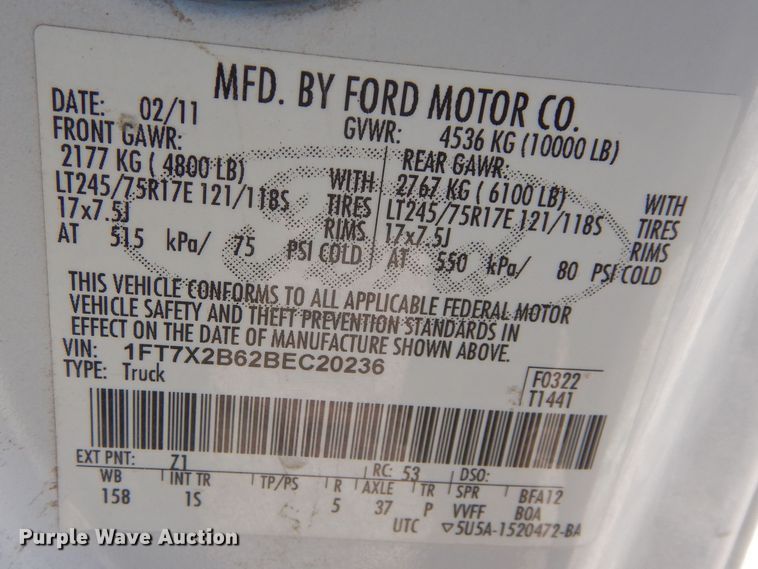 MFD. BY FORD MOTOR CO.
DATE: 02/11 GVWR: 4536 KG (10000 LB)
FRONT GAWR: REAR GAWR:
2177 KG ( 4800 LB) WITH 2767 KG ( 6100 LB) WITH
LT245/75R17E 121/118S TIRES LT245/75R17E 121/118S TIRES
17x7.5J RIMS 17x7.5J RIMS
AT 515 kPa/ 75 PSI COLD AT 550 kPa/ 80 PSI COLD
THIS VEHICLE CONFORMS TO ALL APPLICABLE FEDERAL MOTOR
VEHICLE SAFETY AND THEFT PREVENTION STANDARDS IN
EFFECT ON THE DATE OF MANUFACTURE SHOWN ABOVE.
VIN: 1FT7X2B62BEC20236
TYPE: Truck
F0322
T1441
EXT PNT: Z1 RC: 53 DSO:
WB INT TR TP/PS R AXLE TR SPR BFA12
158 1S 5 37 P VVFF BOA
UTC ▽5U5A-1520472-BA
Purple Wave Auction